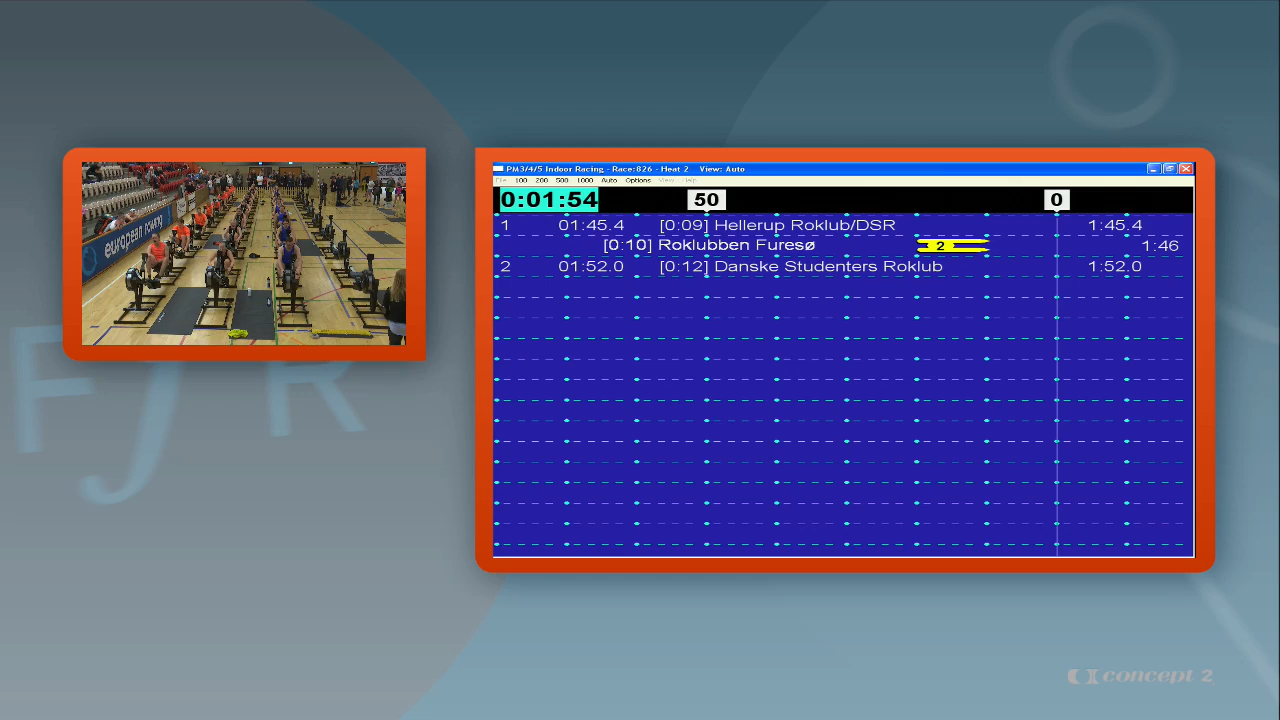 PM3/4/5 Indoor Racing - Race:826 - Heat 2 View: Auto
File 100 200 500 1000 Auto Options View Help
0:01:54 50 0
1 01:45.4 [0:09] Hellerup Roklub/DSR 1:45.4
[0:10] Roklubben Furesø 2 1:46
2 01:52.0 [0:12] Danske Studenters Roklub 1:52.0
european rowing
FJR
concept 2